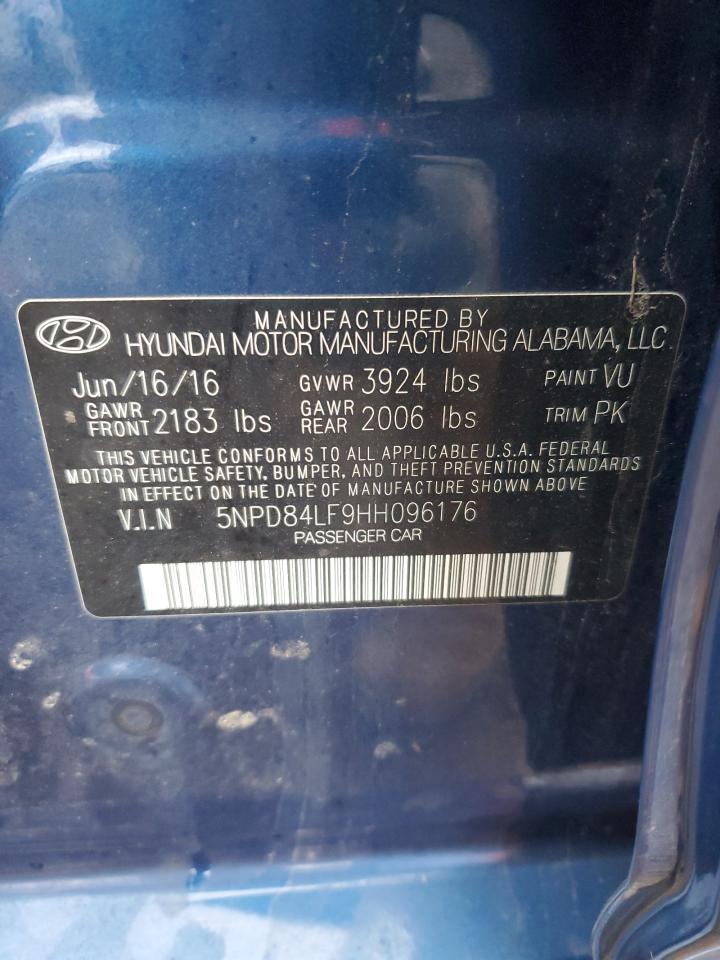 MANUFACTURED BY
HYUNDAI MOTOR MANUFACTURING ALABAMA, LLC
Jun/16/16 GVWR 3924 lbs PAINT VU
GAWR FRONT 2183 lbs GAWR REAR 2006 lbs TRIM PK
THIS VEHICLE CONFORMS TO ALL APPLICABLE U.S.A. FEDERAL
MOTOR VEHICLE SAFETY, BUMPER, AND THEFT PREVENTION STANDARDS
IN EFFECT ON THE DATE OF MANUFACTURE SHOWN ABOVE
V.I.N 5NPD84LF9HH096176
PASSENGER CAR